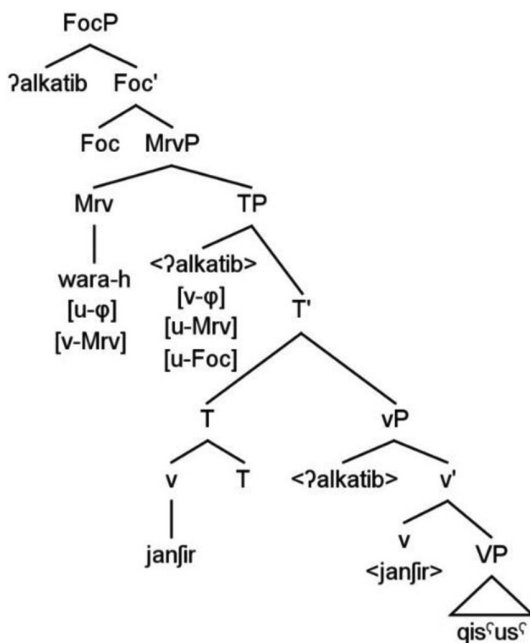 FocP
ʔalkatib Foc'
Foc MrvP
Mrv TP
wara-h <ʔalkatib>
[u-φ] [v-φ] T'
[v-Mrv] [u-Mrv]
[u-Foc]
T vP
v T <ʔalkatib> v'
janʃir v VP
<janʃir>
qisˤusˤ